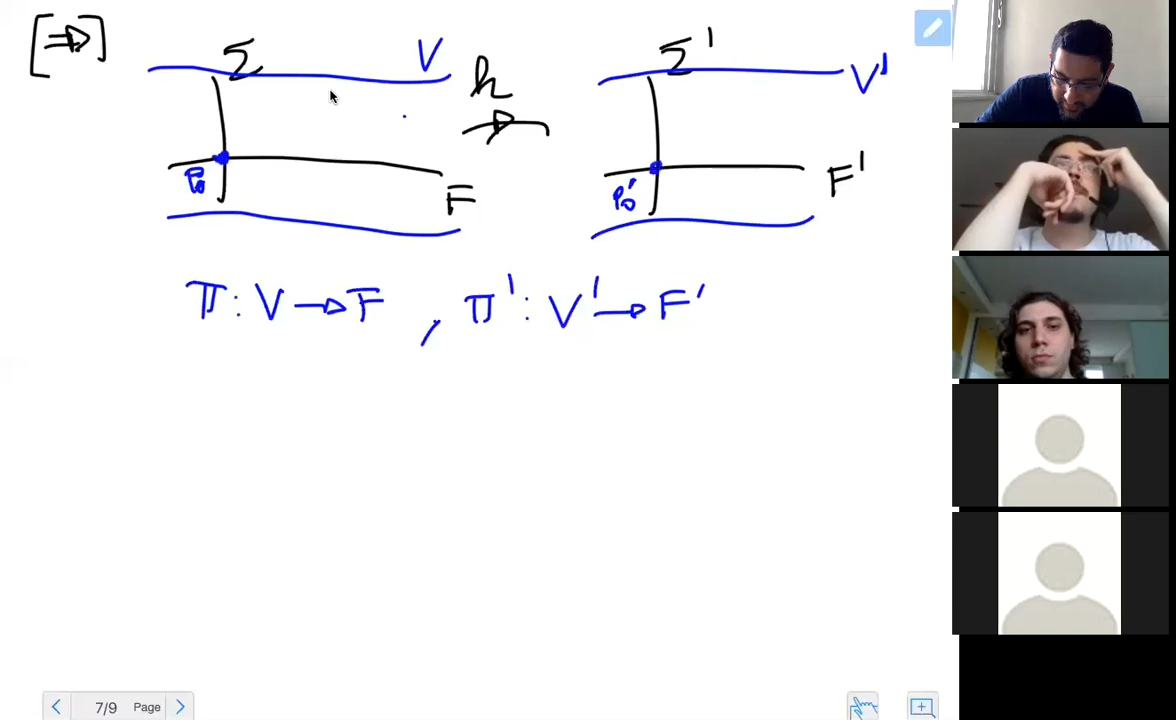 [⇒]
Σ V h Σ' V'
P₀ F P₀' F'
π: V → F , π': V' → F'
7/9 Page